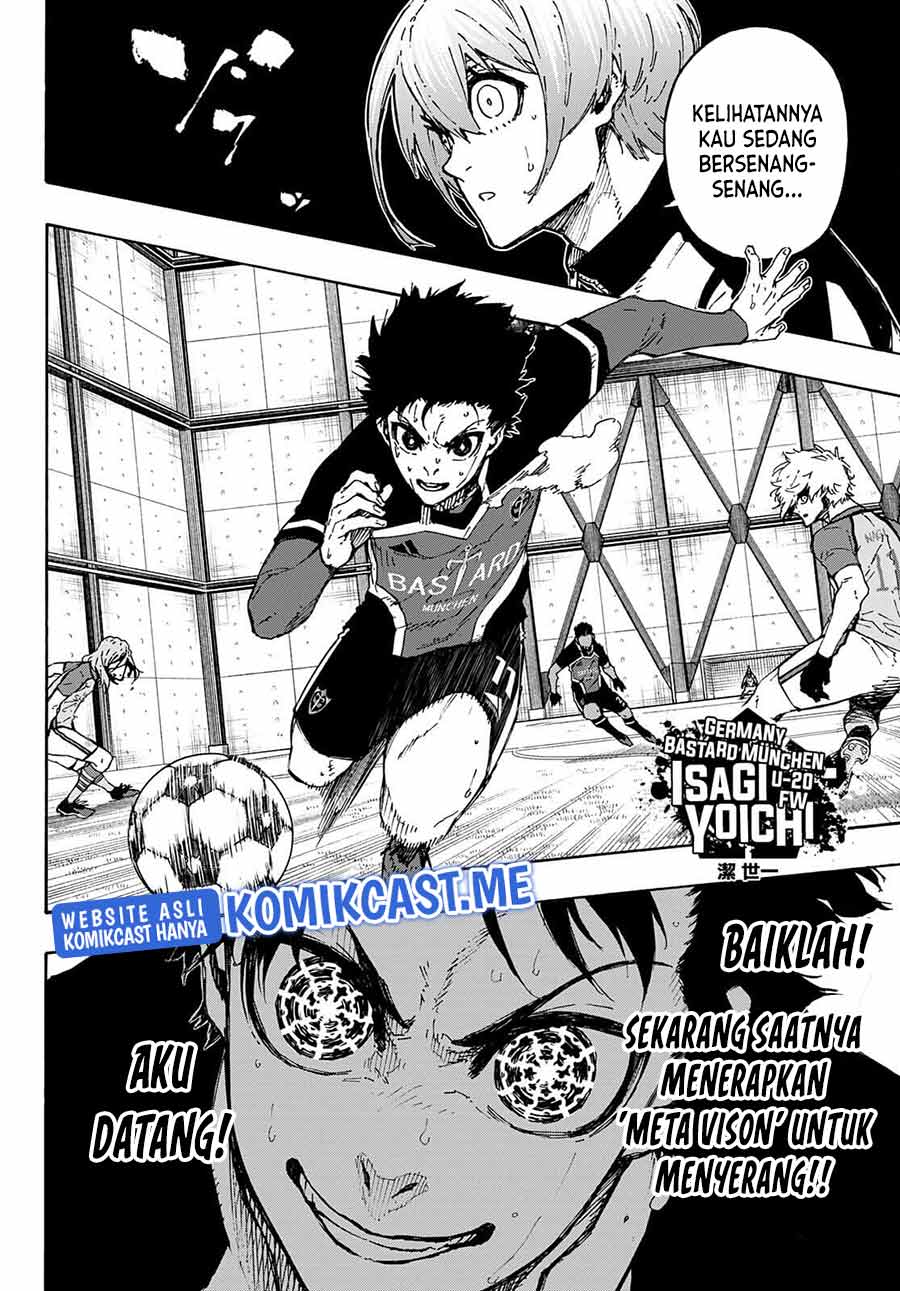 KELIHATANNYA
KAU SEDANG
BERSENANG-
SENANG...
BASTARD
MÜNCHEN
11
GERMANY
BASTARD MÜNCHEN
U-20
FW
ISAGI
YOICHI
潔 世一
WEBSITE ASLI
KOMIKCAST HANYA
KOMIKCAST.ME
BAIKLAH!
SEKARANG SAATNYA
MENERAPKAN
'META VISON' UNTUK
MENYERANG!!
AKU
DATANG!